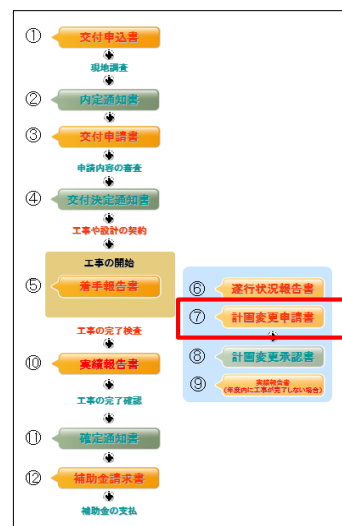 ① 交付申込書
現地調査
② 内定通知書
③ 交付申請書
申請内容の審査
④ 交付決定通知書
工事や設計の契約
工事の開始
⑤ 着手報告書
工事の完了検査
⑩ 実績報告書
工事の完了確認
⑪ 確定通知書
⑫ 補助金請求書
補助金の支払
⑥ 遂行状況報告書
⑦ 計画変更申請書
⑧ 計画変更承認書
⑨ 実績報告書
(年度内に工事が完了しない場合)